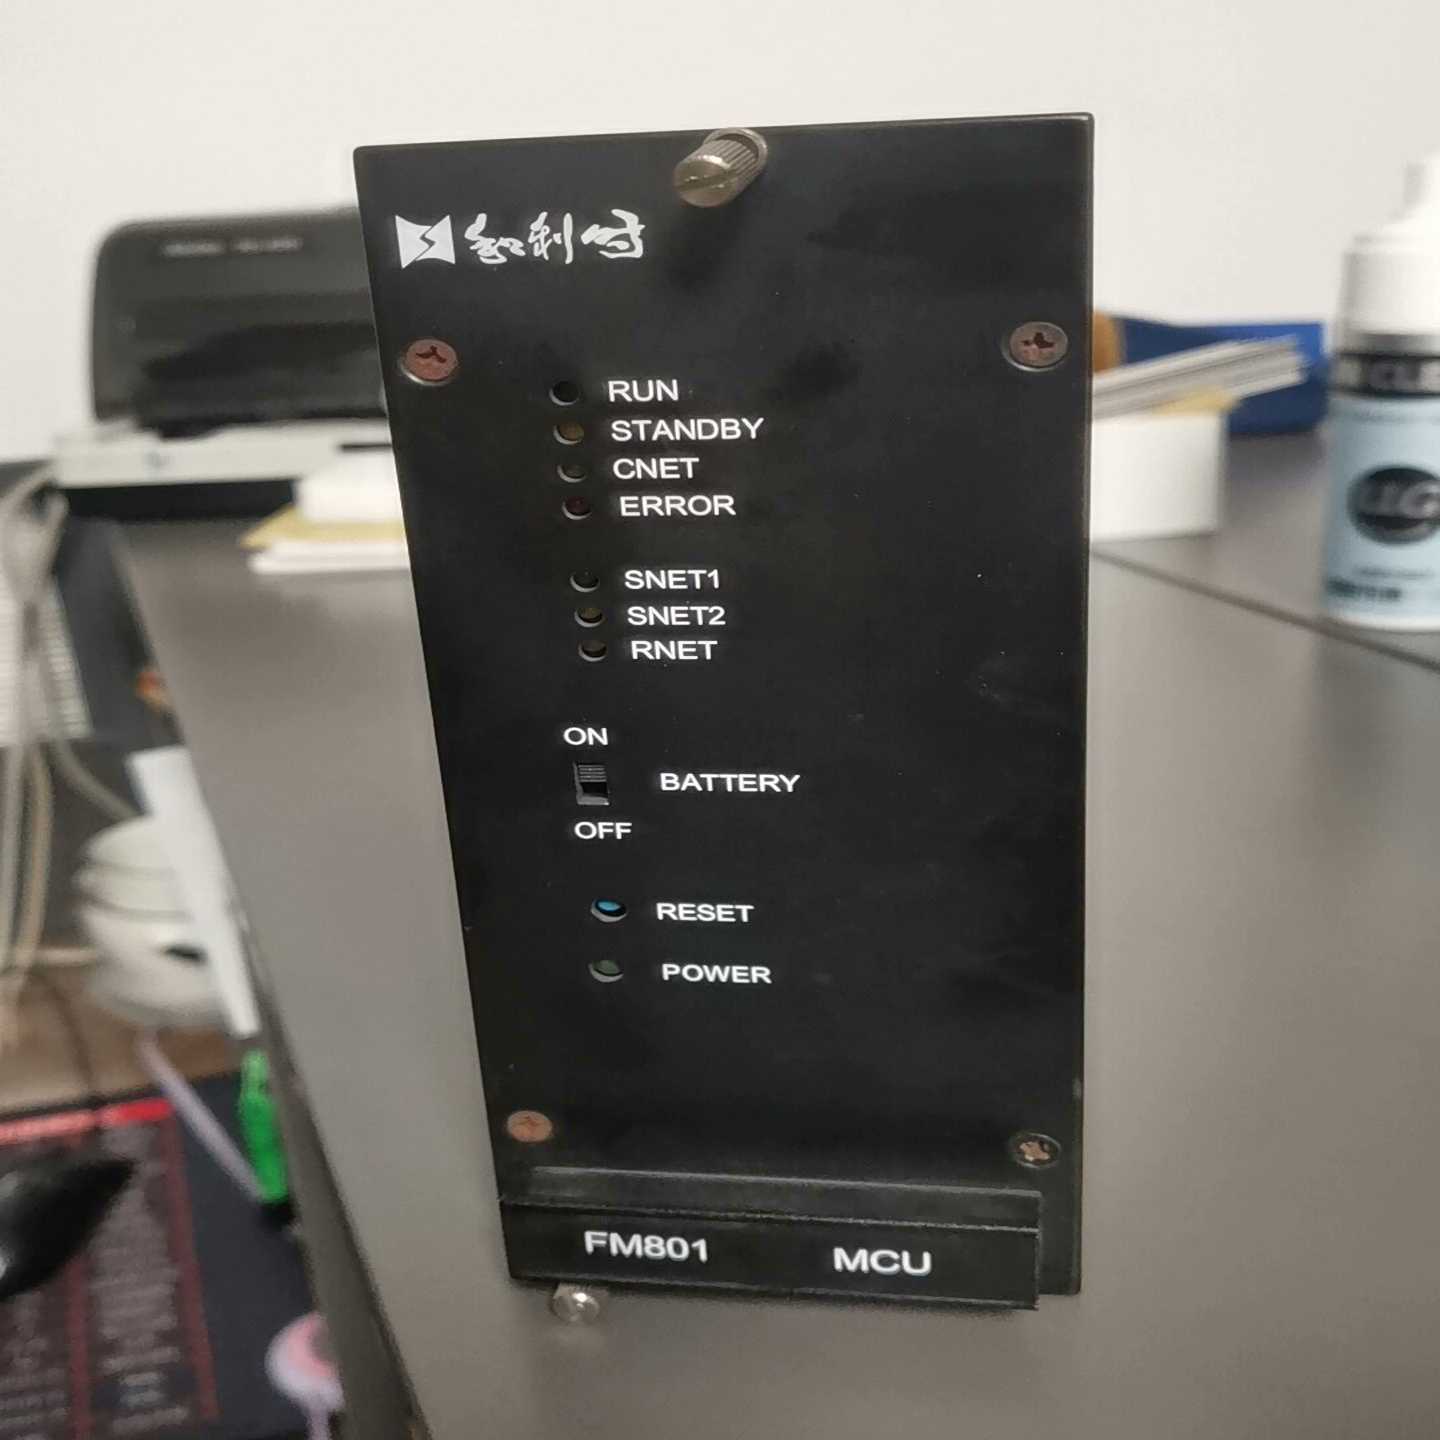 和利时
RUN
STANDBY
CNET
ERROR
SNET1
SNET2
RNET
ON
BATTERY
OFF
RESET
POWER
FM801 MCU